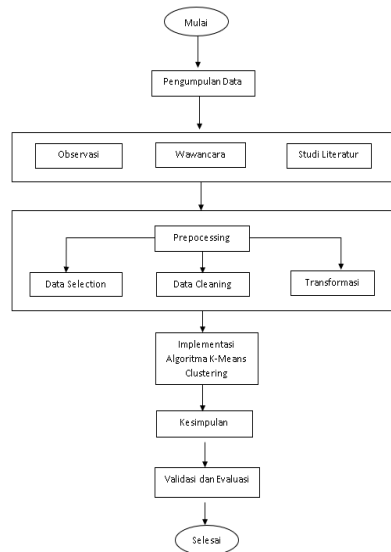 Mulai
Pengumpulan Data
Observasi
Wawancara
Studi Literatur
Prepocessing
Data Selection
Data Cleaning
Transformasi
Implementasi
Algoritma K-Means
Clustering
Kesimpulan
Validasi dan Evaluasi
Selesai